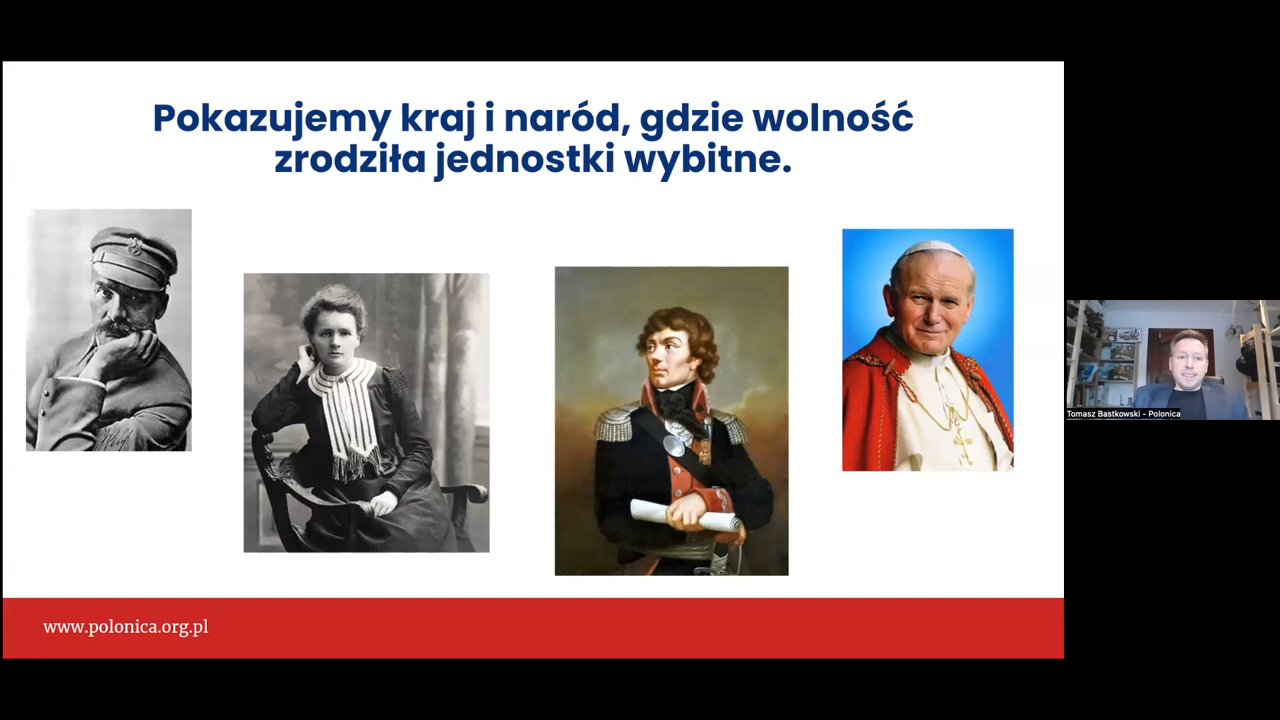 Pokazujemy kraj i naród, gdzie wolność
zrodziła jednostki wybitne.
www.polonica.org.pl
Tomasz Bastkowski - Polonica